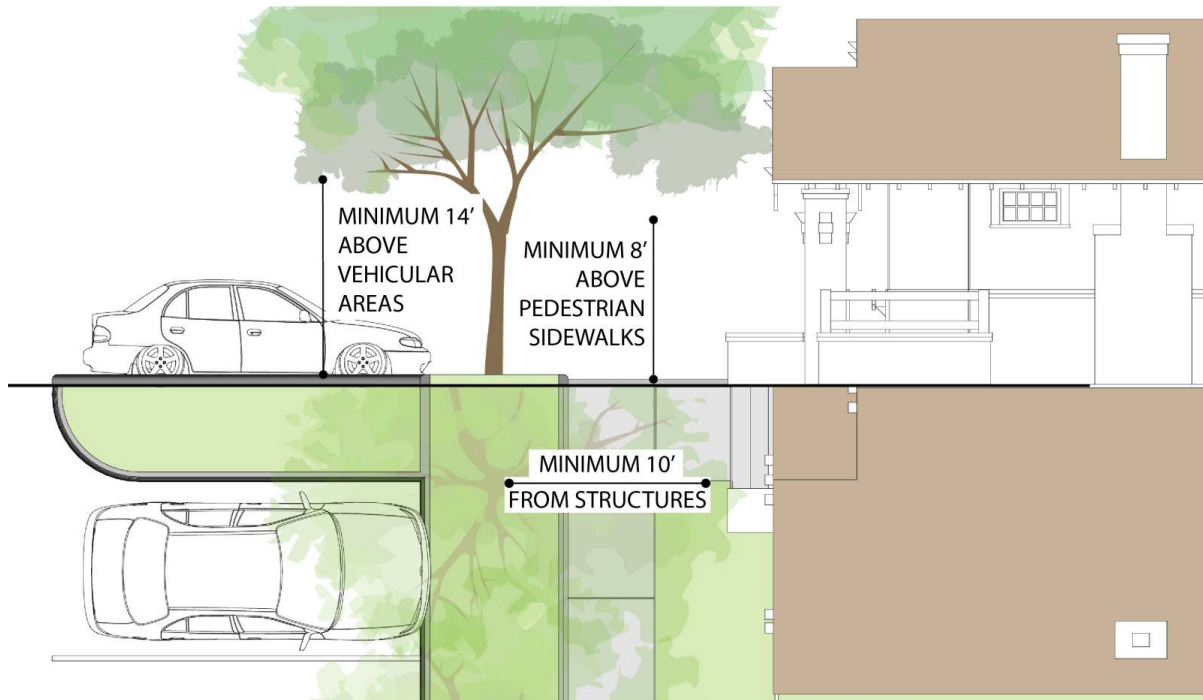 MINIMUM 14’
ABOVE
VEHICULAR
AREAS
MINIMUM 8’
ABOVE
PEDESTRIAN
SIDEWALKS
MINIMUM 10’
FROM STRUCTURES